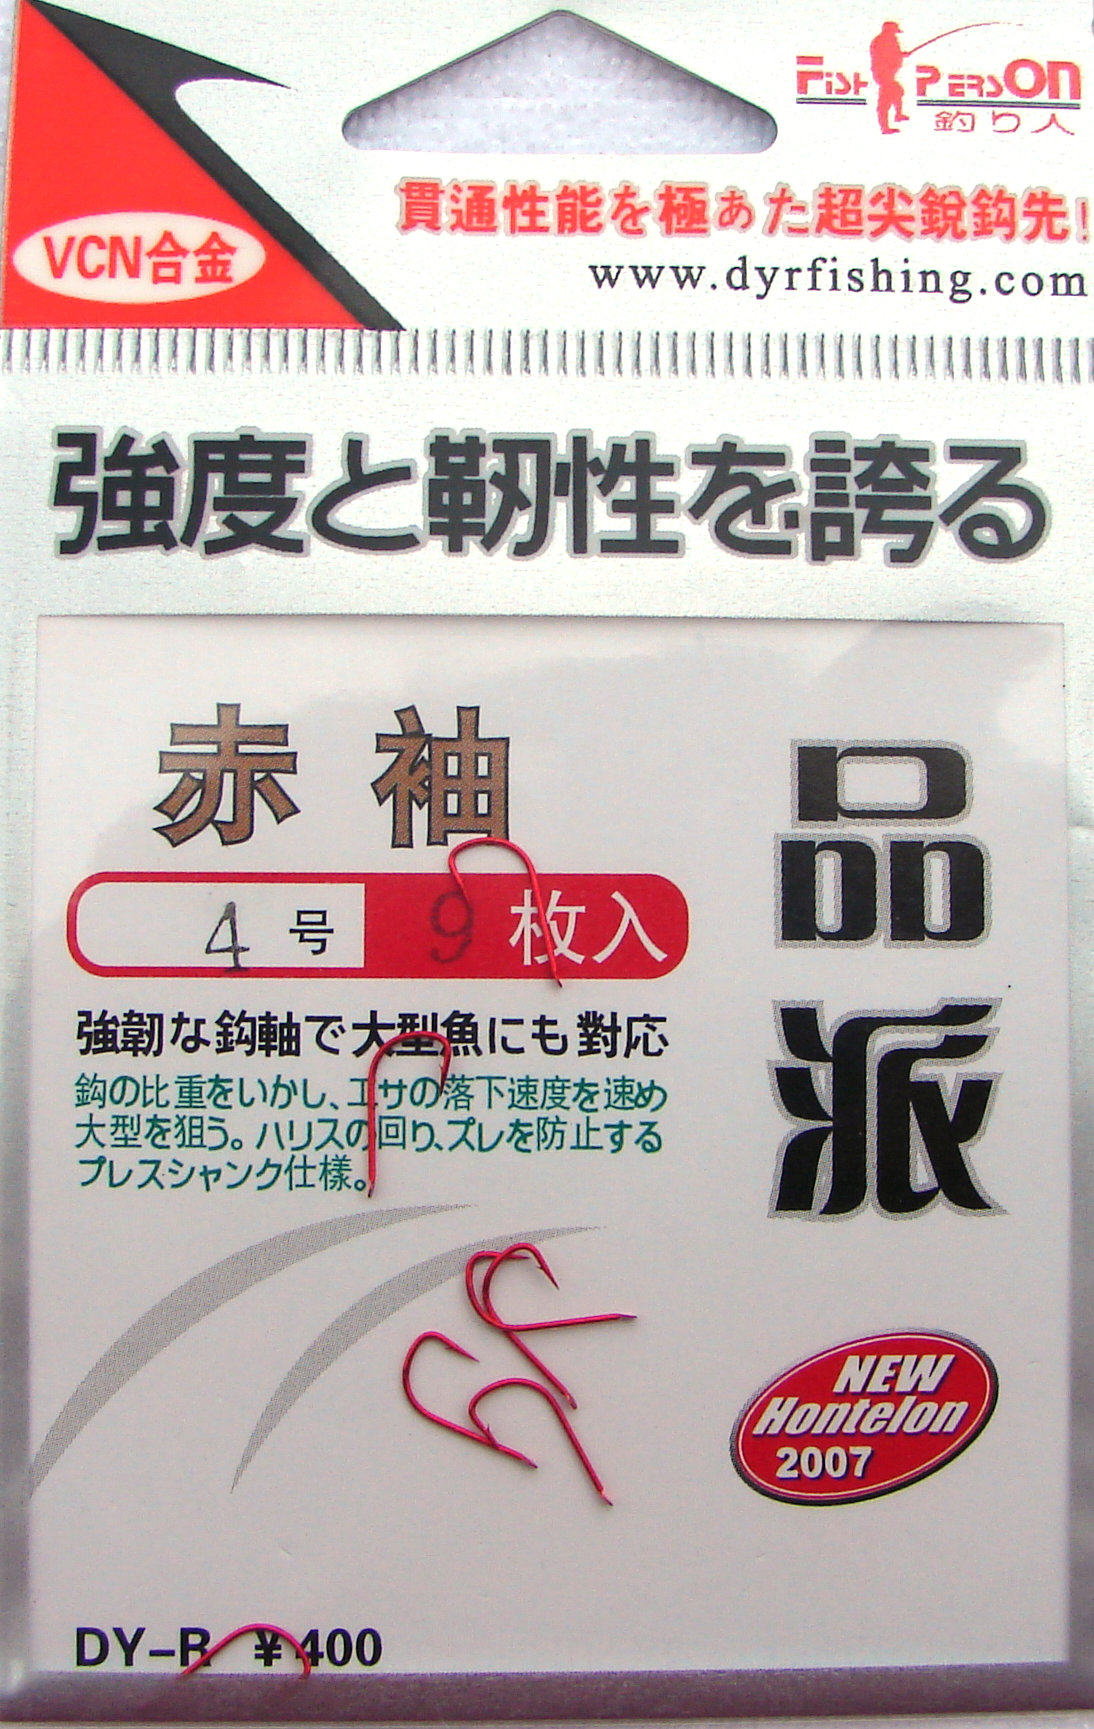 FISH PERSON
釣り人
VCN合金
貫通性能を極あた超尖銳鈎先!
www.dyrfishing.com
強度と靭性を誇る
赤袖
品派
4号 9枚入
強韌な鈎軸で大型魚にも對応
鈎の比重をいかし、エサの落下速度を速め
大型を狙う。ハリスの回り、ズレを防止する
プレスシャンク仕様。
NEW
Hontelon
2007
DY-R ¥400